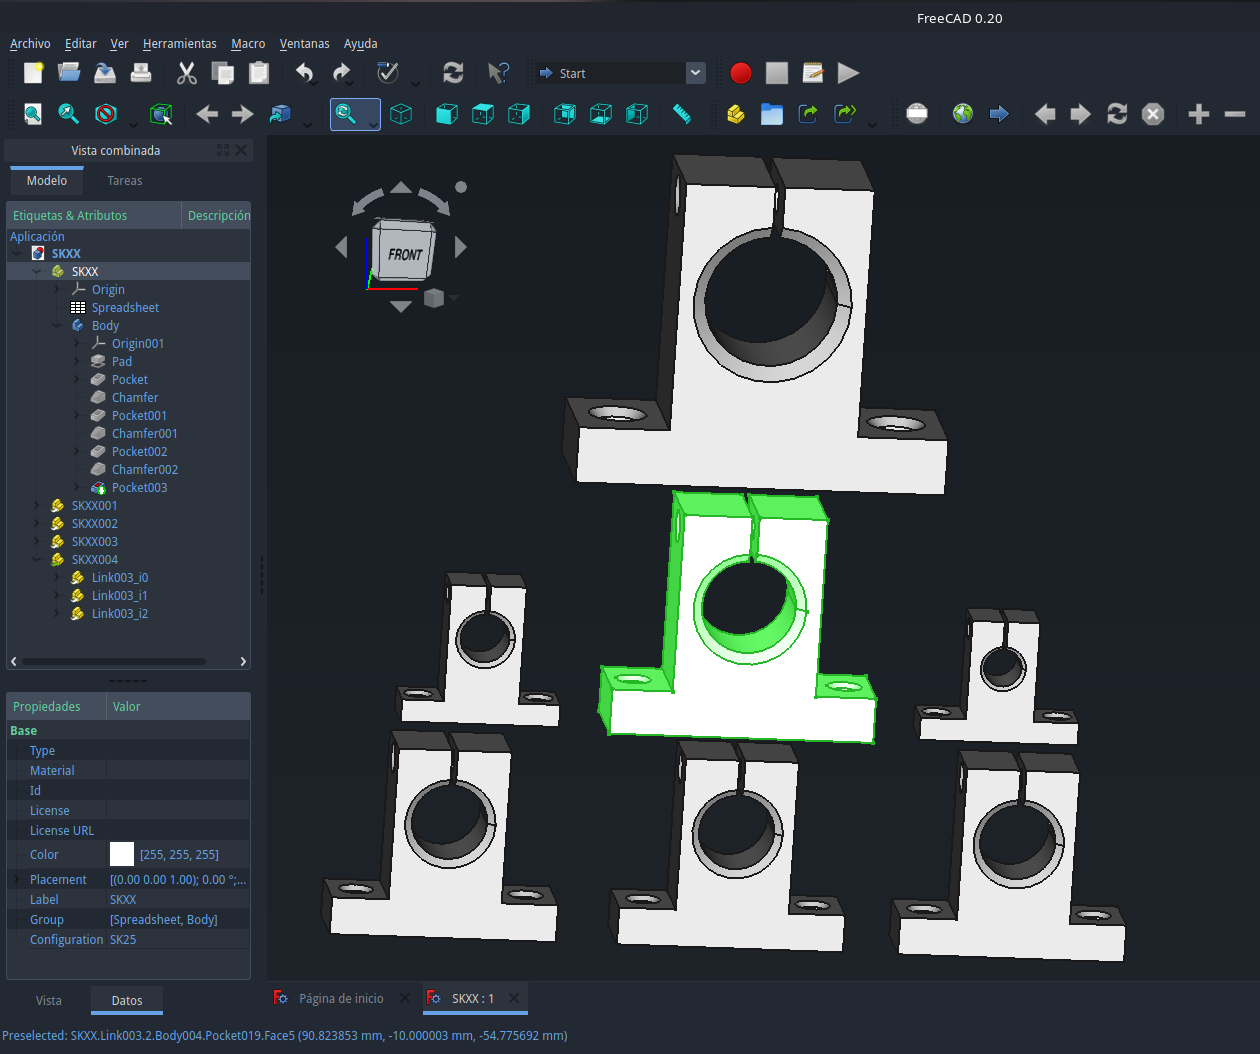 FreeCAD 0.20
Archivo Editar Ver Herramientas Macro Ventanas Ayuda
Start
Vista combinada
Modelo Tareas
Etiquetas & Atributos Descripción
Aplicación
SKXX
SKXX
Origin
Spreadsheet
Body
Origin001
Pad
Pocket
Chamfer
Pocket001
Chamfer001
Pocket002
Chamfer002
Pocket003
SKXX001
SKXX002
SKXX003
SKXX004
Link003_i0
Link003_i1
Link003_i2
FRONT
Propiedades Valor
Base
Type
Material
Id
License
License URL
Color [255, 255, 255]
Placement [(0.00 0.00 1.00); 0.00 °;...
Label SKXX
Group [Spreadsheet, Body]
Configuration SK25
Vista Datos
Página de inicio SKXX : 1
Preselected: SKXX.Link003.2.Body004.Pocket019.Face5 (90.823853 mm, -10.000003 mm, -54.775692 mm)